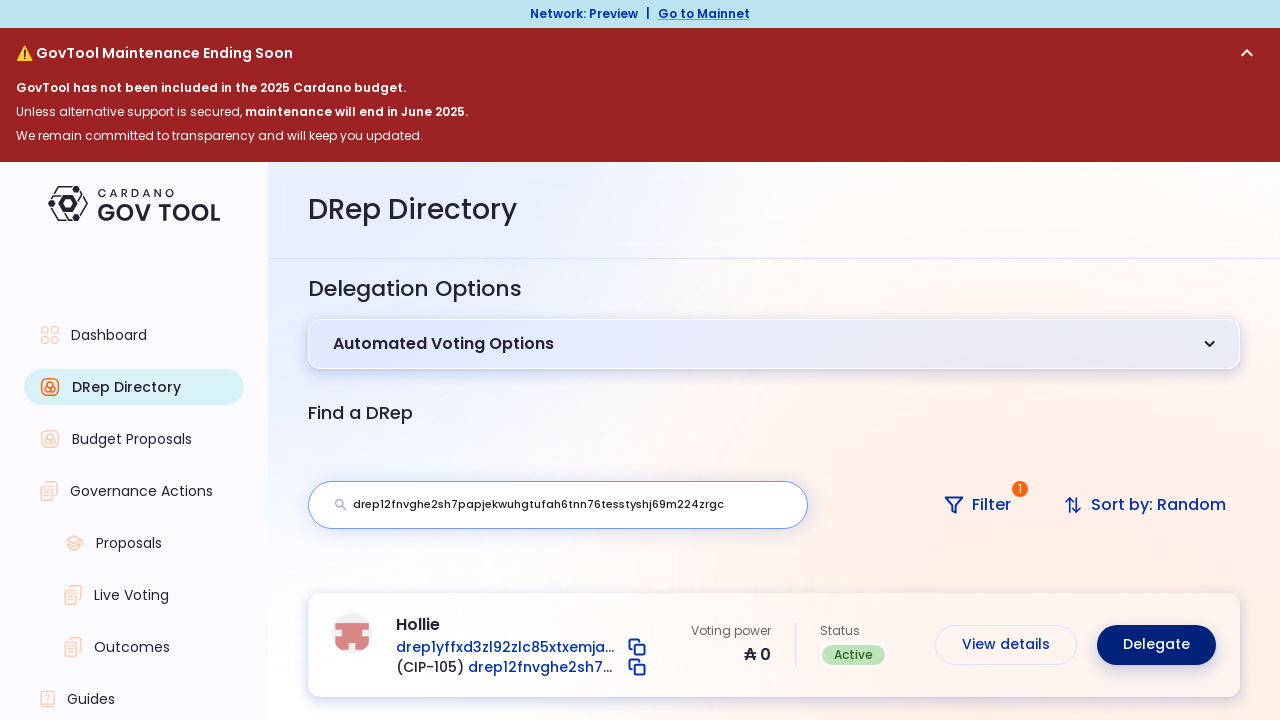 Network: Preview | Go to Mainnet
⚠️ GovTool Maintenance Ending Soon
GovTool has not been included in the 2025 Cardano budget.
Unless alternative support is secured, maintenance will end in June 2025.
We remain committed to transparency and will keep you updated.
CARDANO
GOV TOOL
Dashboard
DRep Directory
Budget Proposals
Governance Actions
Proposals
Live Voting
Outcomes
Guides
DRep Directory
Delegation Options
Automated Voting Options
Find a DRep
drep12fnvghe2sh7papjekwuhgtufah6tnn76tesstyshj69m224zrgc
Filter 1
Sort by: Random
Hollie
drep1yffxd3zl92zlc85xtxemja...
(CIP-105) drep12fnvghe2sh7...
Voting power
₳ 0
Status
Active
View details
Delegate